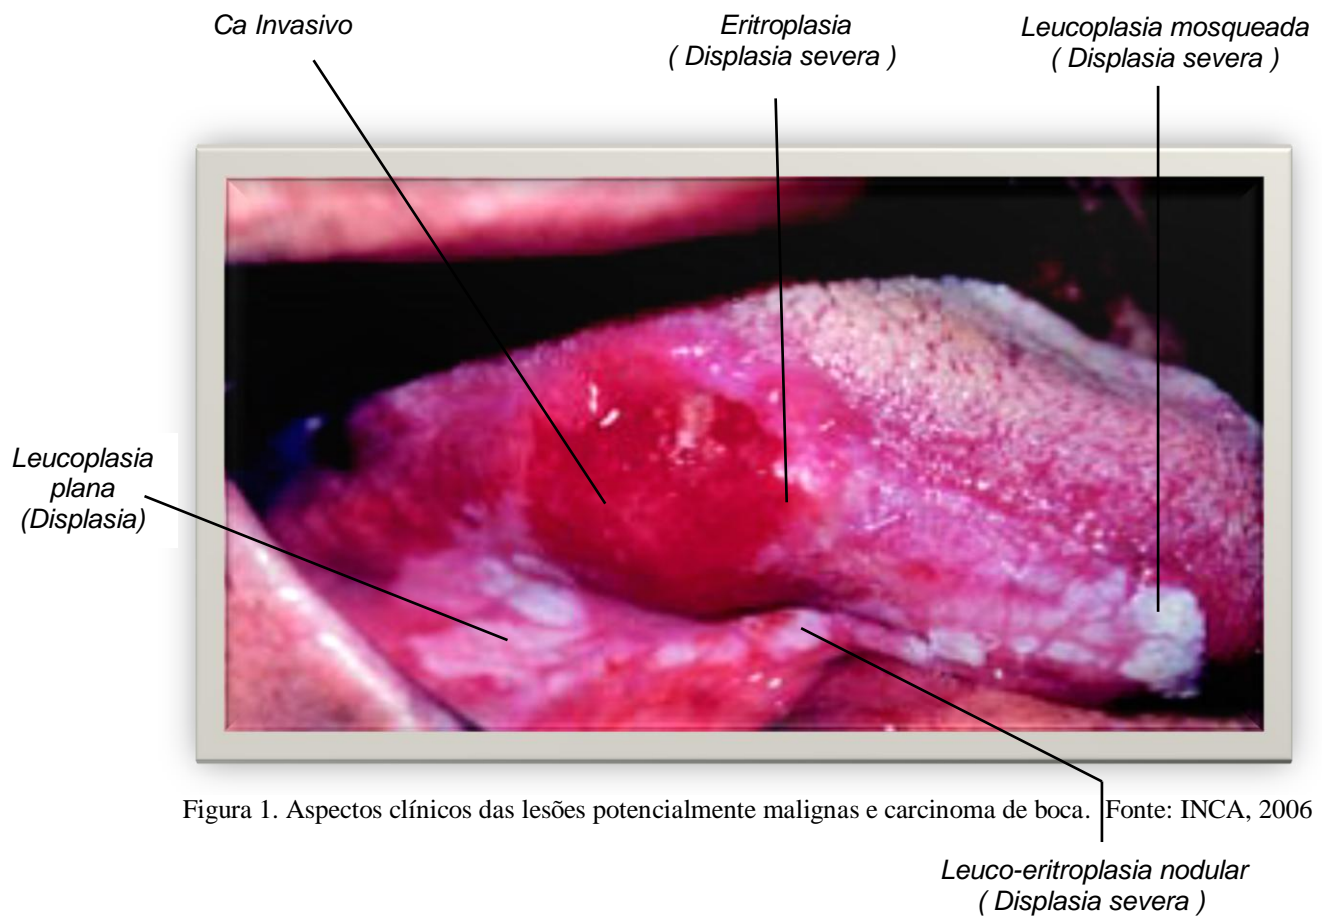 Ca Invasivo
Eritroplasia
( Displasia severa )
Leucoplasia mosqueada
( Displasia severa )
Leucoplasia
plana
(Displasia)
Figura 1. Aspectos clínicos das lesões potencialmente malignas e carcinoma de boca. Fonte: INCA, 2006
Leuco-eritroplasia nodular
( Displasia severa )